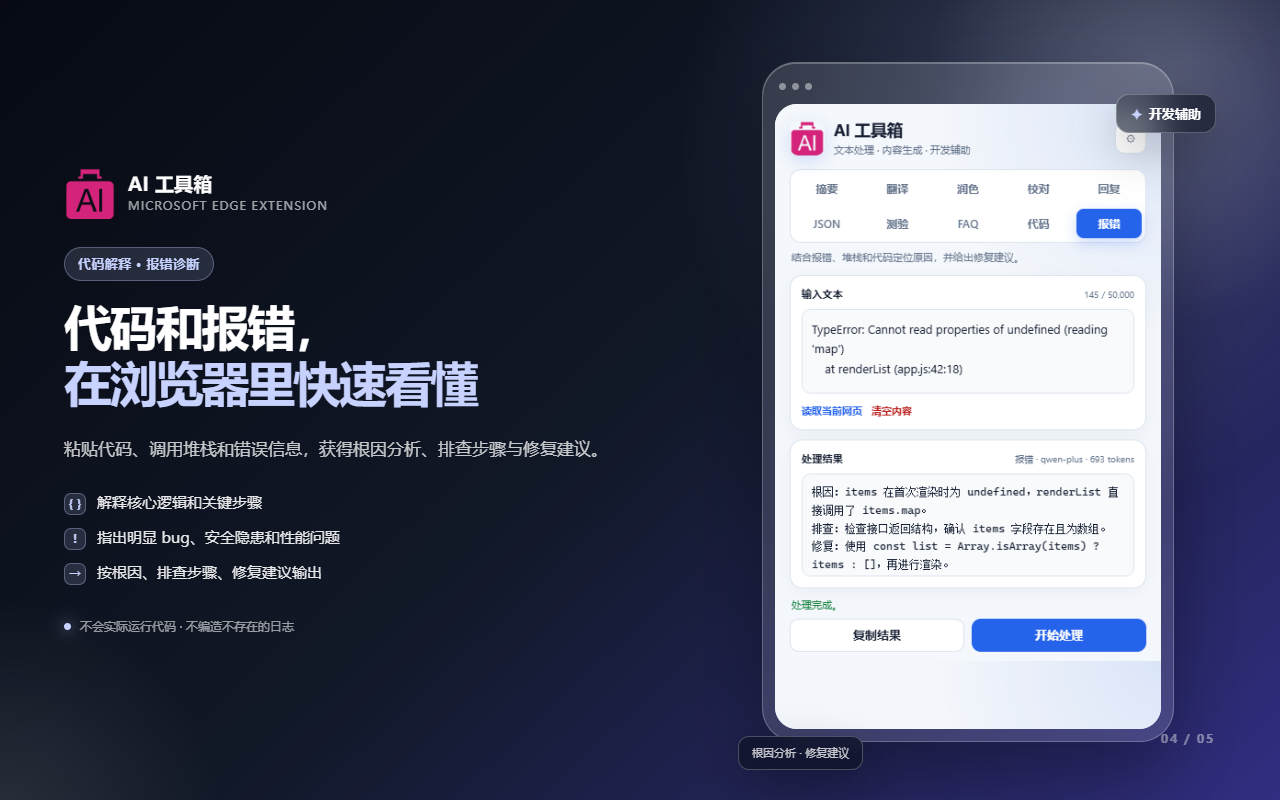 AI 工具箱
MICROSOFT EDGE EXTENSION
代码解释 • 报错诊断
代码和报错，
在浏览器里快速看懂
粘贴代码、调用堆栈和错误信息，获得根因分析、排查步骤与修复建议。
{ } 解释核心逻辑和关键步骤
! 指出明显 bug、安全隐患和性能问题
→ 按根因、排查步骤、修复建议输出
不会实际运行代码 · 不编造不存在的日志
✦ 开发辅助
AI
AI 工具箱
文本处理 · 内容生成 · 开发辅助
摘要 翻译 润色 校对 回复
JSON 测验 FAQ 代码 报错
结合报错、堆栈和代码定位原因，并给出修复建议。
输入文本 145 / 50,000
TypeError: Cannot read properties of undefined (reading
'map')
at renderList (app.js:42:18)
读取当前网页 清空内容
处理结果 报错 · qwen-plus · 693 tokens
根因：items 在首次渲染时为 undefined，renderList 直
接调用了 items.map。
排查：检查接口返回结构，确认 items 字段存在且为数组。
修复：使用 const list = Array.isArray(items) ?
items : []，再进行渲染。
处理完成。
复制结果 开始处理
根因分析 · 修复建议
04 / 05